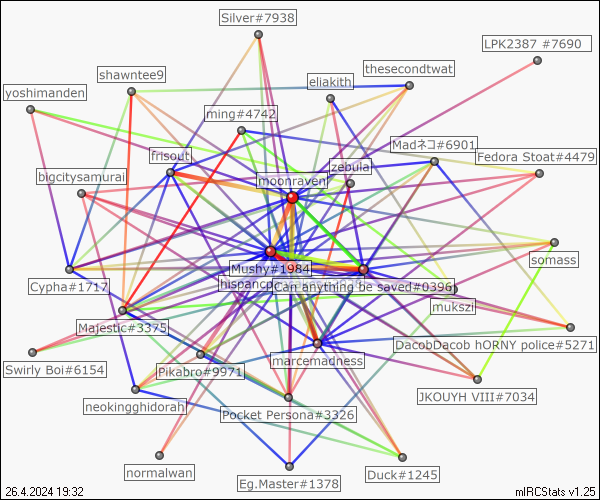 Silver#7938
LPK2387 #7690
shawntee9
thesecondtwat
eliakith
yoshimanden
ming#4742
Madネコ#6901
frisout
Fedora Stoat#4479
zebula
bigcitysamurai
moonraven
somass
Mushy#1984
Cypha#1717
Can anything be saved#0396
mukszi
Majestic#3375
DacobDacob hORNY police#5271
marcemadness
Swirly Boi#6154
Pikabro#9971
JKOUYH VIII#7034
neokingghidorah
Pocket Persona#3326
normalwan
Duck#1245
Eg.Master#1378
26.4.2024 19:32
mIRCStats v1.25